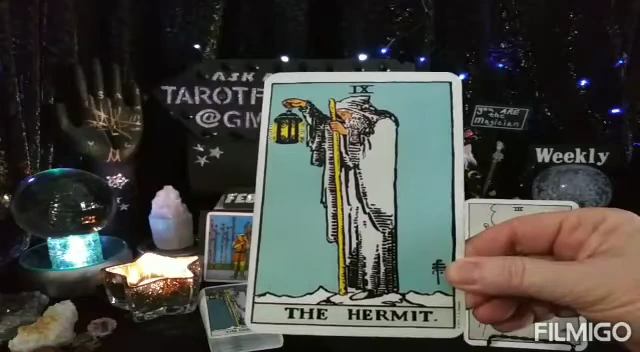 ASK
TAROTF
@GM
IX
you ARE
the
Magician
Weekly
THE HERMIT.
FILMIGO